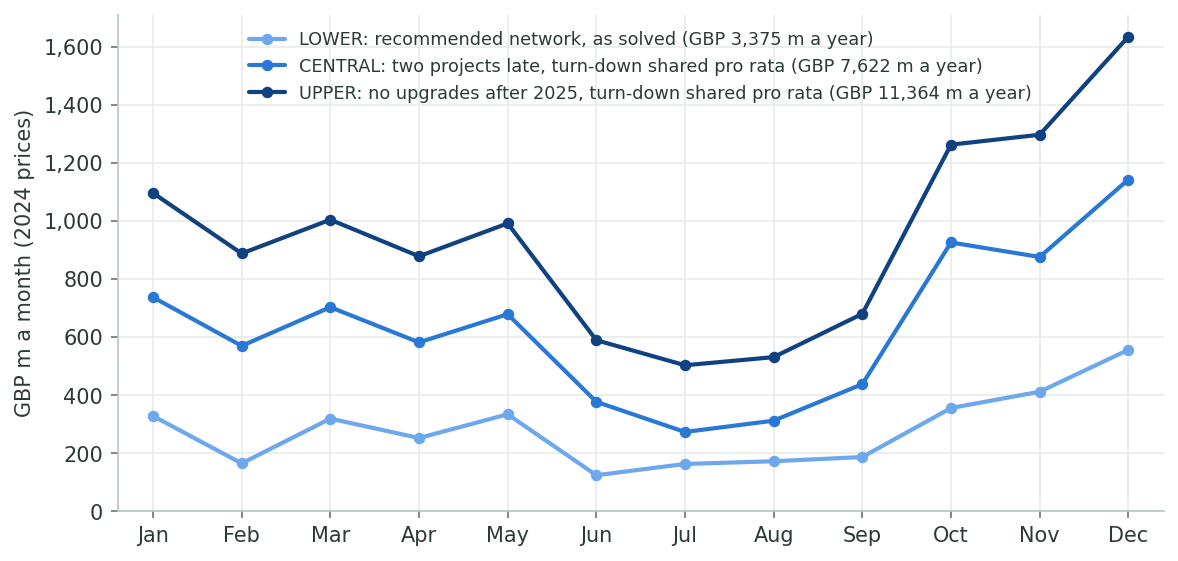 LOWER: recommended network, as solved (GBP 3,375 m a year)
CENTRAL: two projects late, turn-down shared pro rata (GBP 7,622 m a year)
UPPER: no upgrades after 2025, turn-down shared pro rata (GBP 11,364 m a year)
GBP m a month (2024 prices)
1,600
1,400
1,200
1,000
800
600
400
200
0
Jan Feb Mar Apr May Jun Jul Aug Sep Oct Nov Dec